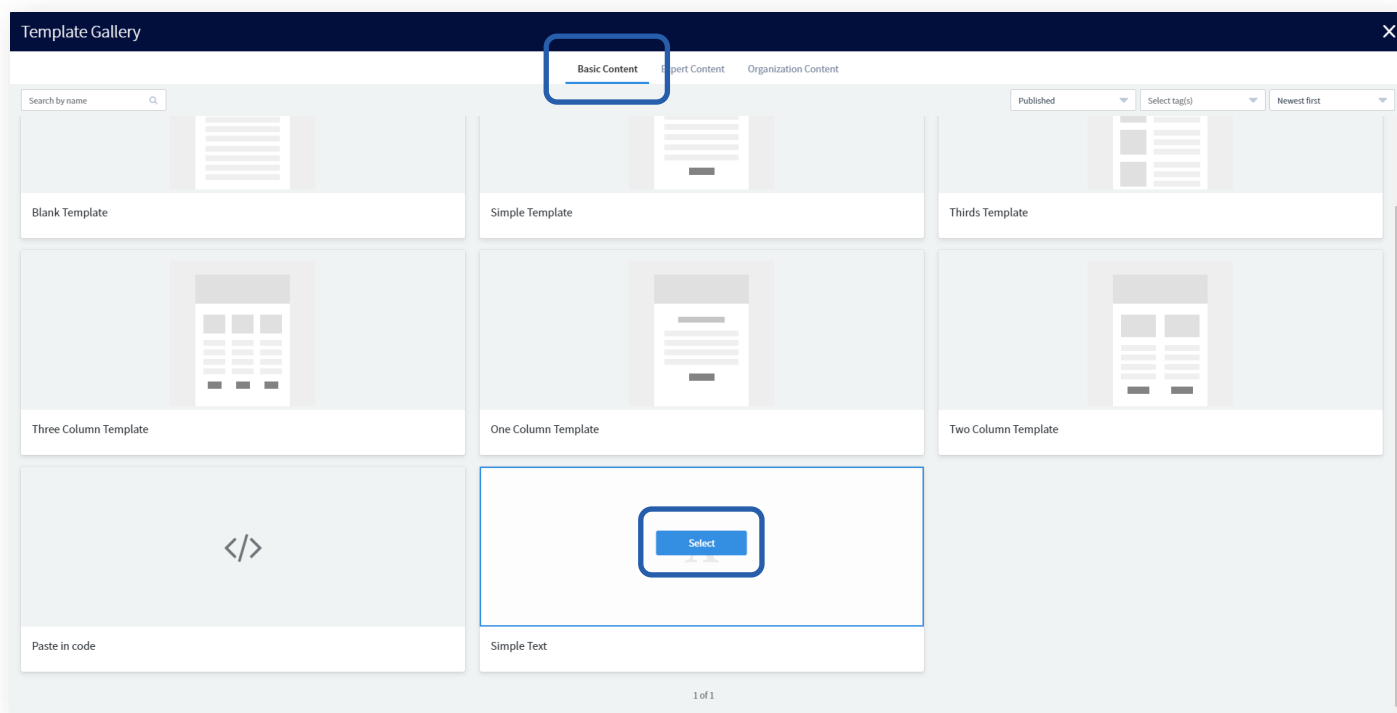 Template Gallery
Basic Content
Expert Content
Organization Content
Search by name
Published
Select tag(s)
Newest first
Blank Template
Simple Template
Thirds Template
Three Column Template
One Column Template
Two Column Template
Select
Paste in code
Simple Text
1 of 1